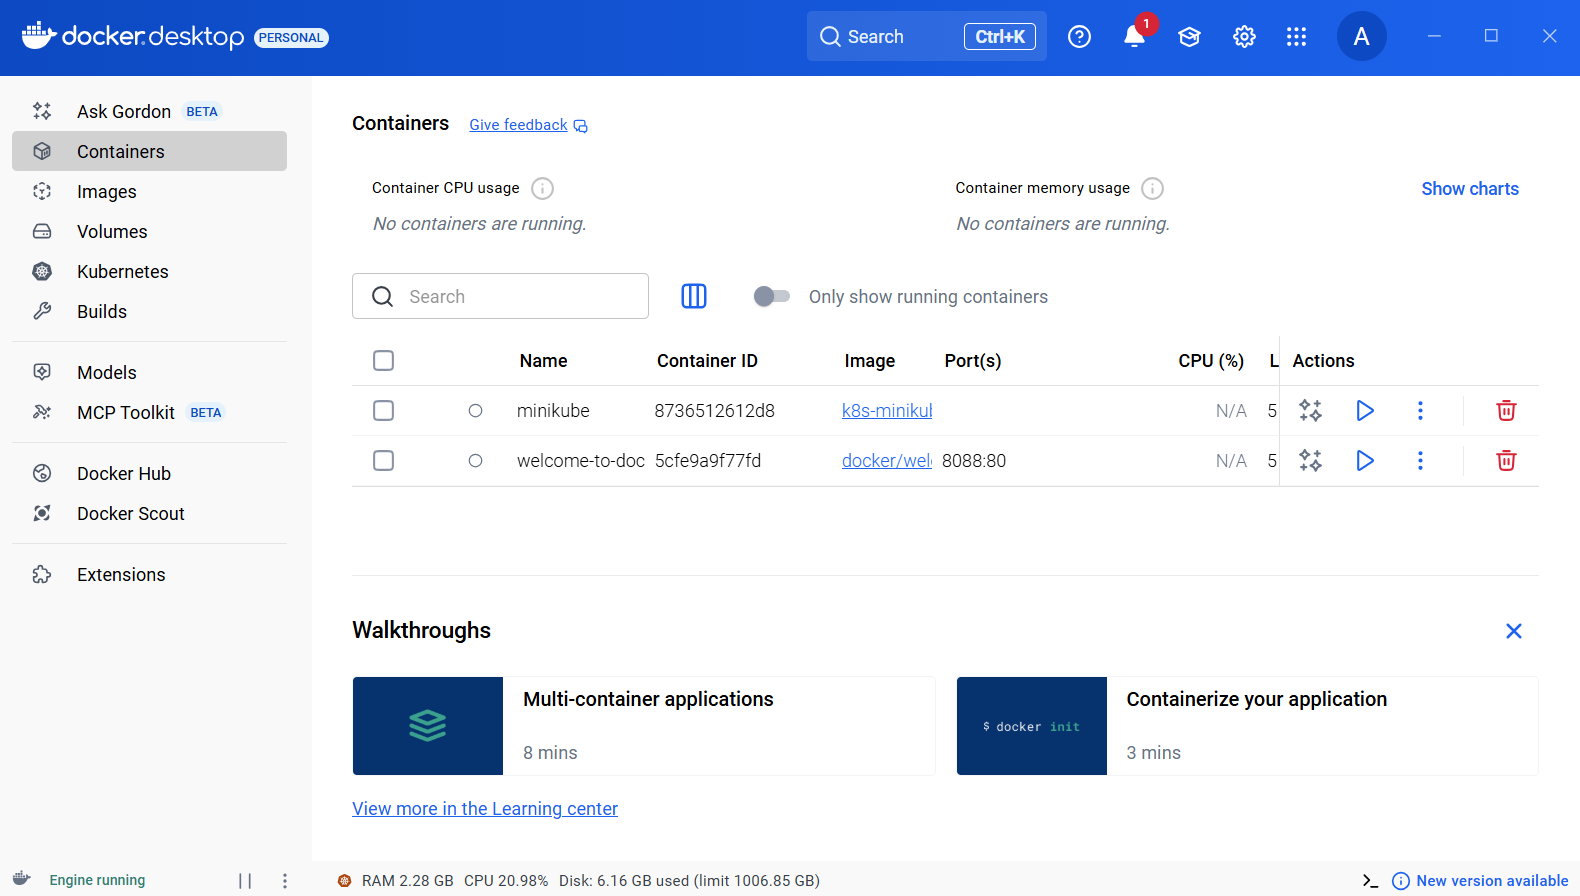 docker.desktop PERSONAL
Search Ctrl+K
1
A
Ask Gordon BETA
Containers
Images
Volumes
Kubernetes
Builds
Models
MCP Toolkit BETA
Docker Hub
Docker Scout
Extensions
Containers Give feedback
Container CPU usage
No containers are running.
Container memory usage
No containers are running.
Show charts
Search
Only show running containers
Name Container ID Image Port(s) CPU (%) L Actions
minikube 8736512612d8 k8s-minikul N/A 5
welcome-to-doc 5cfe9a9f77fd docker/wel 8088:80 N/A 5
Walkthroughs
Multi-container applications
8 mins
$ docker init
Containerize your application
3 mins
View more in the Learning center
Engine running
RAM 2.28 GB CPU 20.98% Disk: 6.16 GB used (limit 1006.85 GB)
New version available